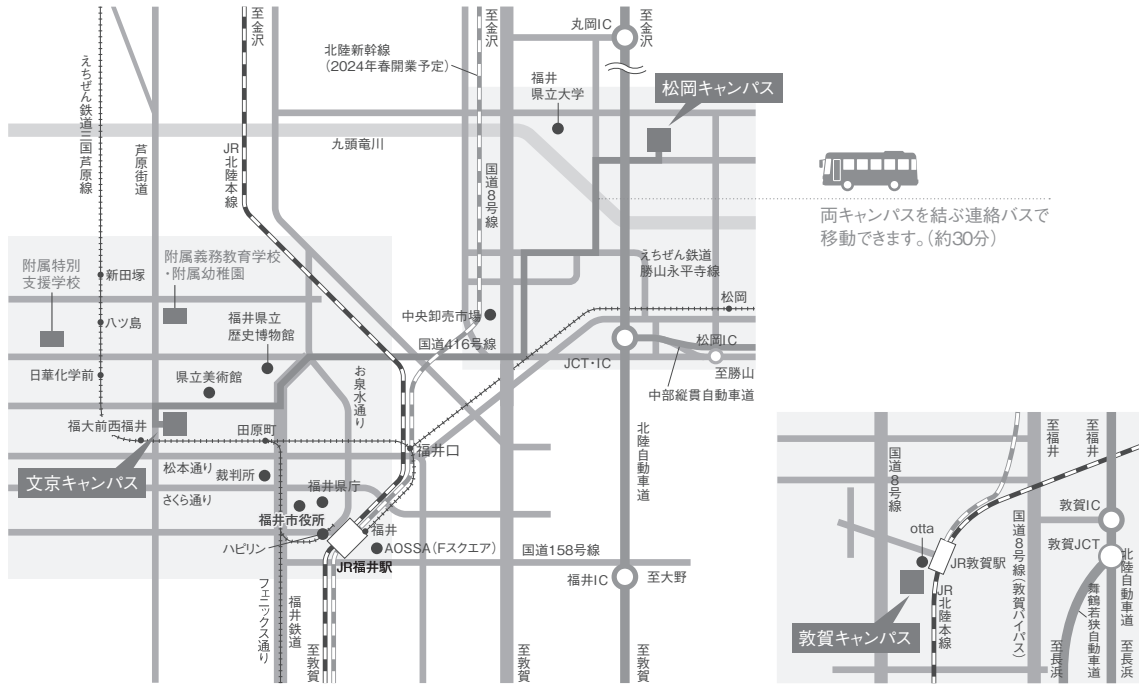 至金沢
至金沢
丸岡IC
至金沢
北陸新幹線
(2024年春開業予定)
えちぜん鉄道三国芦原線
芦原街道
JR北陸本線
九頭竜川
国道8号線
福井
県立大学
松岡キャンパス
両キャンパスを結ぶ連絡バスで
移動できます。(約30分)
附属特別
支援学校
新田塚
附属義務教育学校
・附属幼稚園
八ツ島
福井県立
歴史博物館
日華化学前
県立美術館
お泉水通り
中央卸売市場
国道416号線
えちぜん鉄道
勝山永平寺線
松岡
松岡IC
JCT・IC
至勝山
中部縦貫自動車道
福大前西福井
田原町
福井口
北陸自動車道
文京キャンパス
松本通り
裁判所
さくら通り
福井県庁
福井市役所
ハピリン
福井
AOSSA(Fスクエア)
JR福井駅
国道158号線
福井IC
至大野
フェニックス通り
福井鉄道
至敦賀
至敦賀
至敦賀
国道8号線
至福井
至福井
otta
JR敦賀駅
敦賀IC
敦賀JCT
敦賀キャンパス
JR北陸本線
国道8号線(敦賀バイパス)
舞鶴若狭自動車道
北陸自動車道
至長浜
至長浜